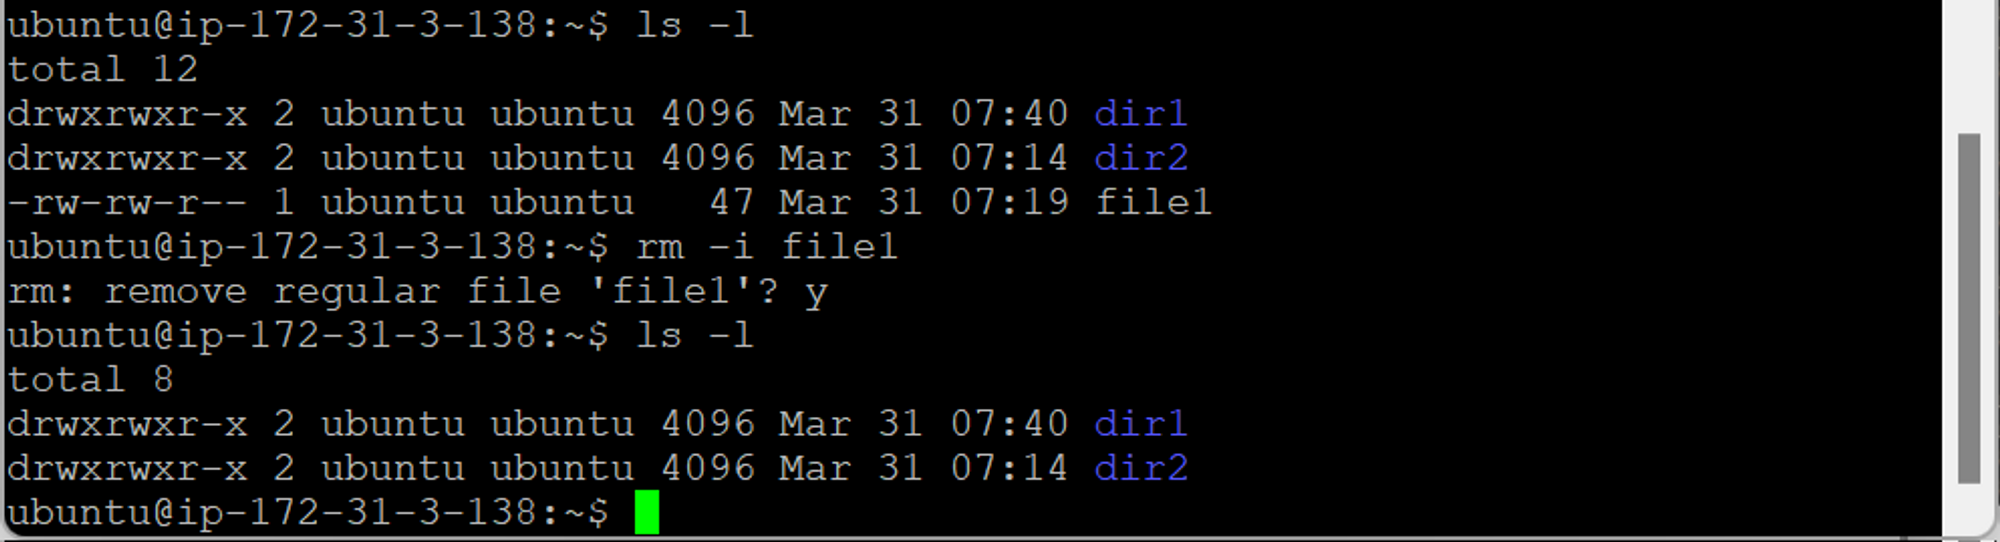 ubuntu@ip-172-31-3-138:~$ ls -l
total 12
drwxrwxr-x 2 ubuntu ubuntu 4096 Mar 31 07:40 dir1
drwxrwxr-x 2 ubuntu ubuntu 4096 Mar 31 07:14 dir2
-rw-rw-r-- 1 ubuntu ubuntu   47 Mar 31 07:19 file1
ubuntu@ip-172-31-3-138:~$ rm -i file1
rm: remove regular file 'file1'? y
ubuntu@ip-172-31-3-138:~$ ls -l
total 8
drwxrwxr-x 2 ubuntu ubuntu 4096 Mar 31 07:40 dir1
drwxrwxr-x 2 ubuntu ubuntu 4096 Mar 31 07:14 dir2
ubuntu@ip-172-31-3-138:~$